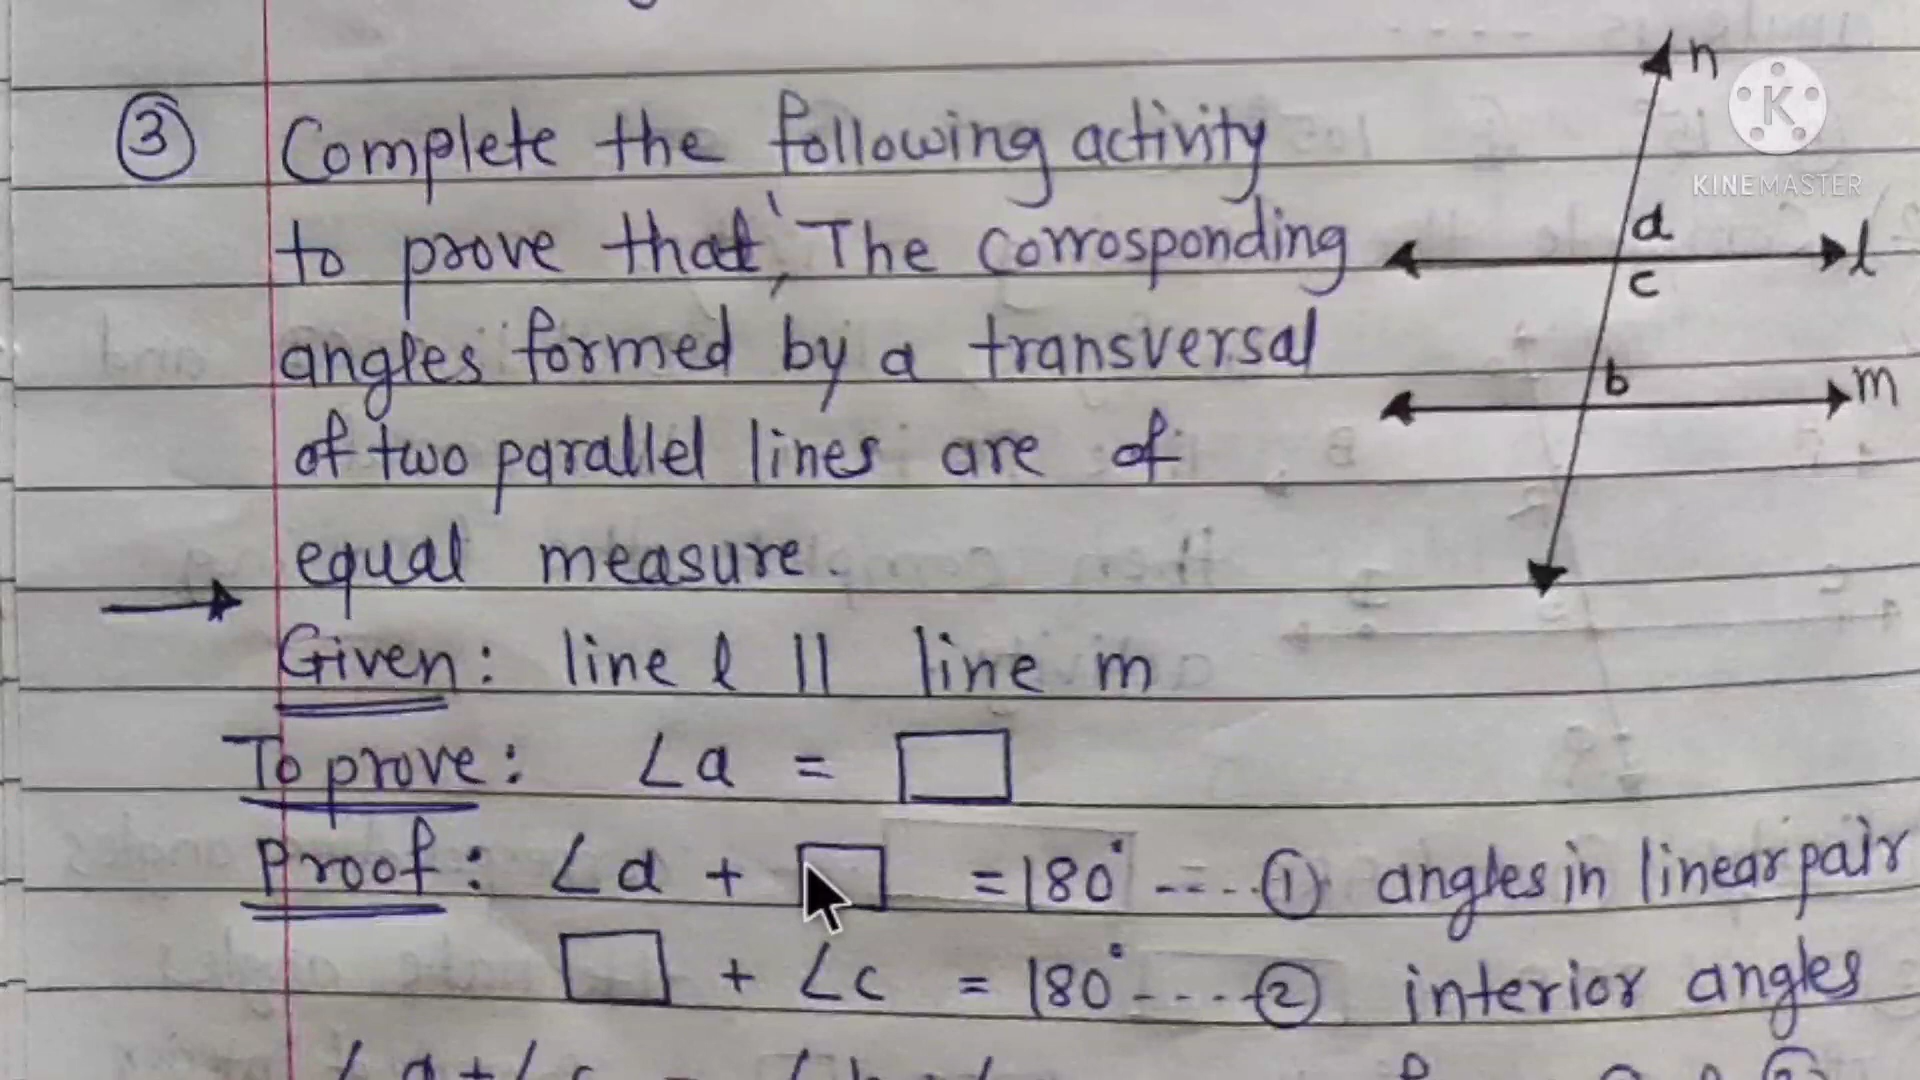 n
K
KINEMASTER
③ Complete the following activity
to prove that, 'The corrosponding
angles formed by a transversal
of two parallel lines are of
equal measure.
a
c
l
b
m
Given: line l || line m
To prove: ∠a = □
Proof: ∠a + □ = 180° ---- ① angles in linear pair
□ + ∠c = 180° ---- ② interior angles
∠a + ∠c =